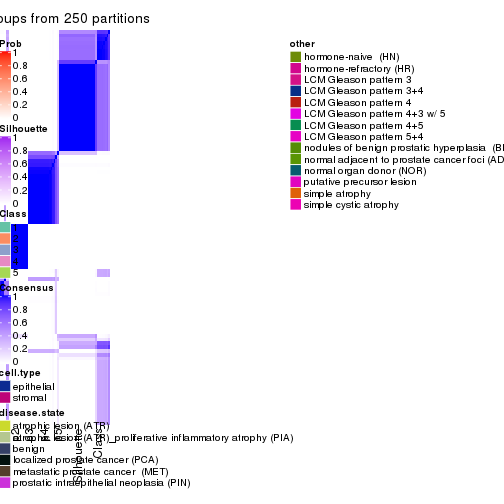 oups from 250 partitions
Prob
1
0.8
0.6
0.4
0.2
0
Silhouette
1
0.8
0.6
0.4
0.2
0
Class
5
Consensus
1
0.8
0.6
0.4
0.2
0
cell.type
epithelial
stromal
disease.state
atrophic lesion (ATR)
atrophic lesion (ATR)_proliferative inflammatory atrophy (PIA)
benign
localized prostate cancer (PCA)
metastatic prostate cancer (MET)
prostatic intraepithelial neoplasia (PIN)
Silhouette
Class
other
hormone-naive (HN)
hormone-refractory (HR)
LCM Gleason pattern 3
LCM Gleason pattern 3+4
LCM Gleason pattern 4
LCM Gleason pattern 4+3 w/ 5
LCM Gleason pattern 4+5
LCM Gleason pattern 5+4
nodules of benign prostatic hyperplasia (B
normal adjacent to prostate cancer foci (AD
normal organ donor (NOR)
putative precursor lesion
simple atrophy
simple cystic atrophy